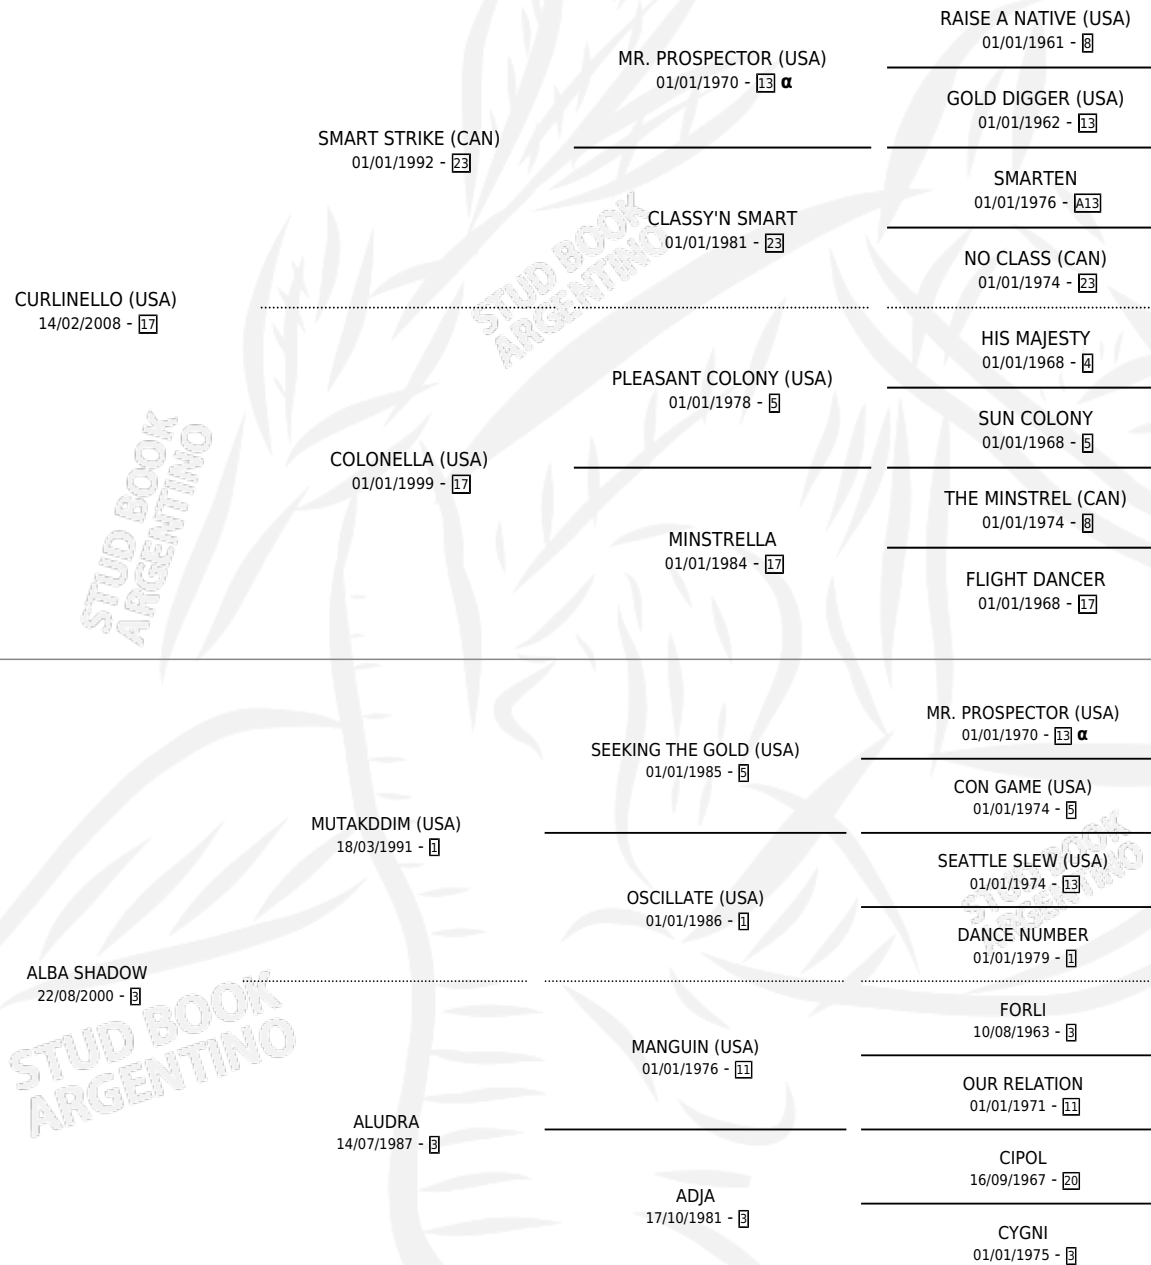 RAISE A NATIVE (USA)
01/01/1961 - 8
MR. PROSPECTOR (USA)
01/01/1970 - 13 α
GOLD DIGGER (USA)
01/01/1962 - 13
SMART STRIKE (CAN)
01/01/1992 - 23
SMARTEN
01/01/1976 - A13
CLASSY'N SMART
01/01/1981 - 23
NO CLASS (CAN)
01/01/1974 - 23
CURLINELLO (USA)
14/02/2008 - 17
HIS MAJESTY
01/01/1968 - 4
PLEASANT COLONY (USA)
01/01/1978 - 5
SUN COLONY
01/01/1968 - 5
COLONELLA (USA)
01/01/1999 - 17
THE MINSTREL (CAN)
01/01/1974 - 8
MINSTRELLA
01/01/1984 - 17
FLIGHT DANCER
01/01/1968 - 17
STUD BOOK
ARGENTINO
STUD BOOK
ARGENTINO
MR. PROSPECTOR (USA)
01/01/1970 - 13 α
SEEKING THE GOLD (USA)
01/01/1985 - 5
CON GAME (USA)
01/01/1974 - 5
MUTAKDDIM (USA)
18/03/1991 - 1
SEATTLE SLEW (USA)
01/01/1974 - 13
OSCILLATE (USA)
01/01/1986 - 1
DANCE NUMBER
01/01/1979 - 1
ALBA SHADOW
22/08/2000 - 3
FORLI
10/08/1963 - 3
MANGUIN (USA)
01/01/1976 - 11
OUR RELATION
01/01/1971 - 11
ALUDRA
14/07/1987 - 3
CIPOL
16/09/1967 - 20
ADJA
17/10/1981 - 3
CYGNI
01/01/1975 - 3
STUD BOOK
ARGENTINO
STUD BOOK
ARGENTINO